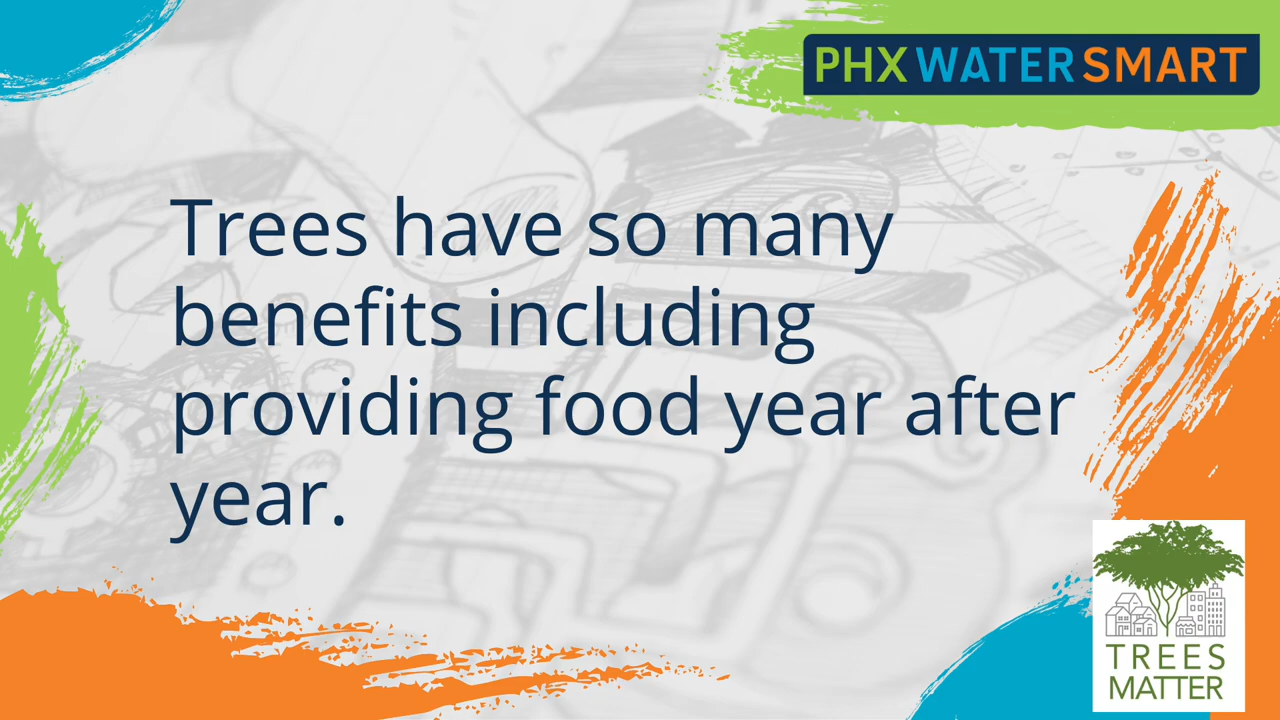 PHX WATER SMART
Trees have so many
benefits including
providing food year after
year.
TREES
MATTER